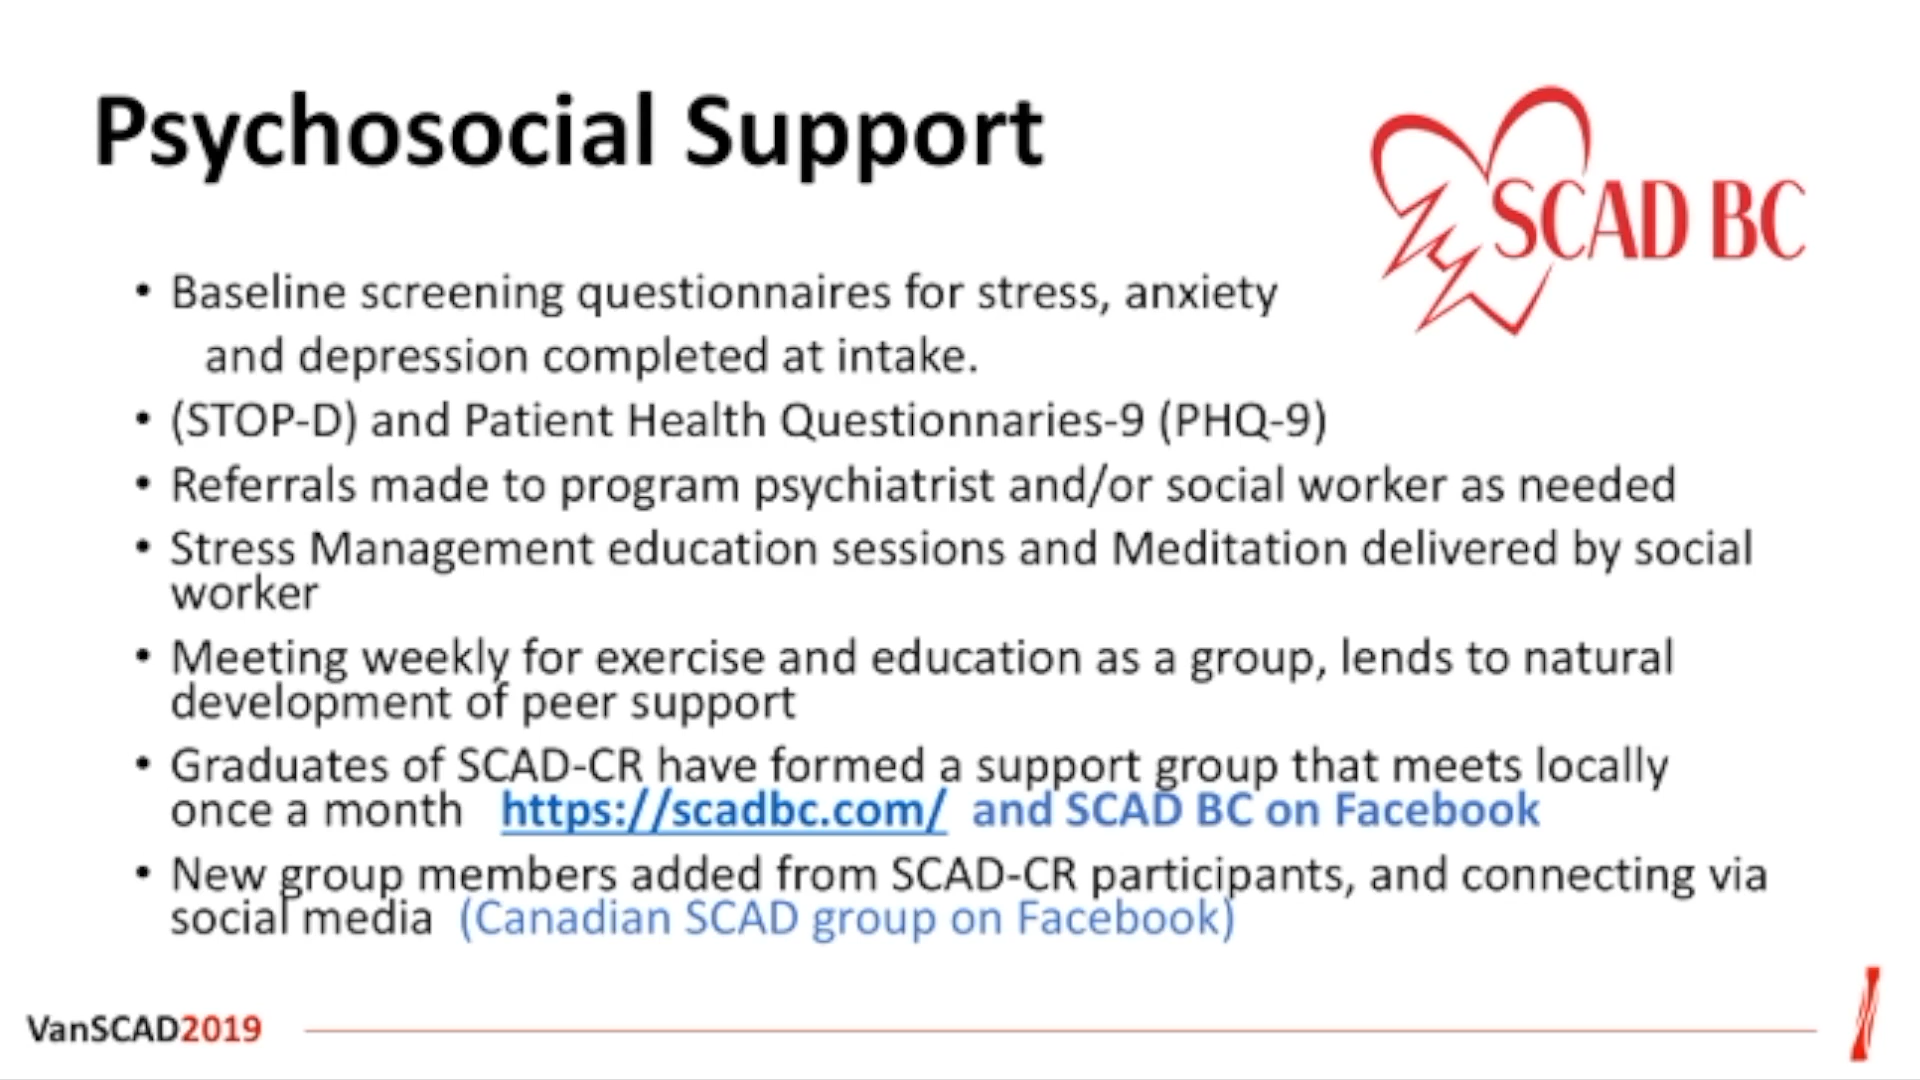 Psychosocial Support
SCAD BC
• Baseline screening questionnaires for stress, anxiety
and depression completed at intake.
• (STOP-D) and Patient Health Questionnaries-9 (PHQ-9)
• Referrals made to program psychiatrist and/or social worker as needed
• Stress Management education sessions and Meditation delivered by social
worker
• Meeting weekly for exercise and education as a group, lends to natural
development of peer support
• Graduates of SCAD-CR have formed a support group that meets locally
once a month https://scadbc.com/ and SCAD BC on Facebook
• New group members added from SCAD-CR participants, and connecting via
social media (Canadian SCAD group on Facebook)
VanSCAD2019